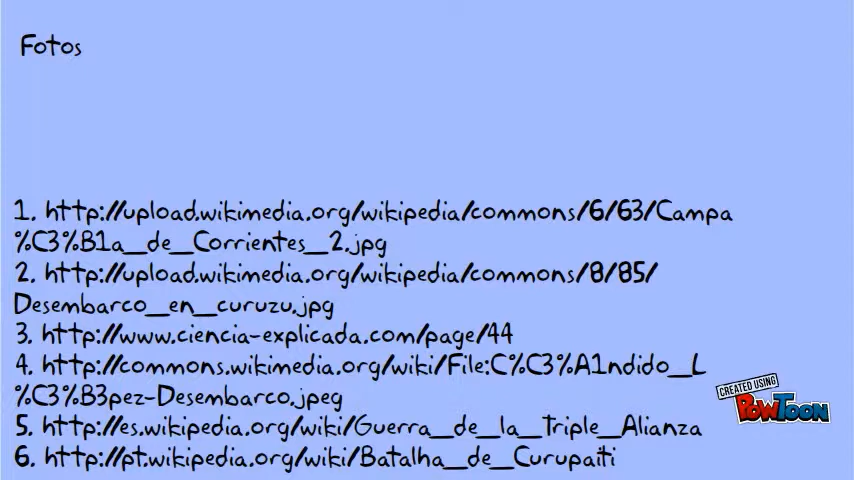 Fotos
1. http://upload.wikimedia.org/wikipedia/commons/6/63/Campa
%C3%B1a_de_Corrientes_2.jpg
2. http://upload.wikimedia.org/wikipedia/commons/8/85/
Desembarco_en_curuzu.jpg
3. http://www.ciencia-explicada.com/page/44
4. http://commons.wikimedia.org/wiki/File:C%C3%A1ndido_L
%C3%B3pez-Desembarco.jpeg
5. http://es.wikipedia.org/wiki/Guerra_de_la_Triple_Alianza
6. http://pt.wikipedia.org/wiki/Batalha_de_Curupaiti
CREATED USING
POWTOON